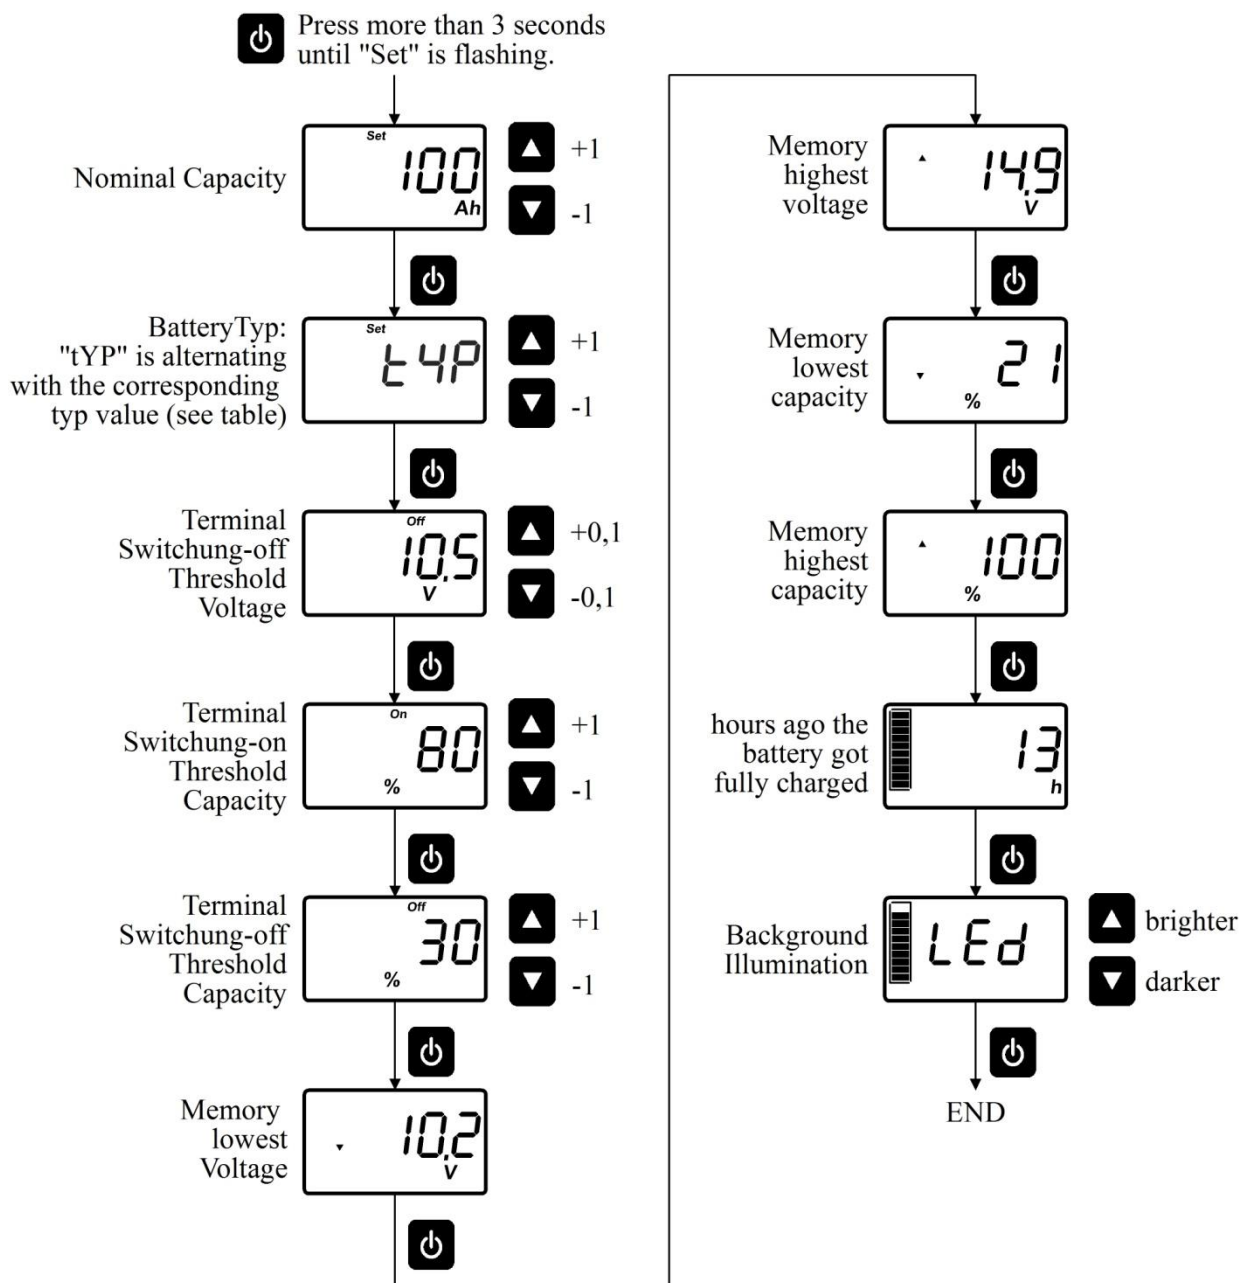 Press more than 3 seconds
until "Set" is flashing.
Nominal Capacity
Set
100
Ah
+1
-1
BatteryTyp:
"tYP" is alternating
with the corresponding
typ value (see table)
Set
tYP
+1
-1
Terminal
Switchung-off
Threshold
Voltage
Off
10.5
V
+0,1
-0,1
Terminal
Switchung-on
Threshold
Capacity
On
80
%
+1
-1
Terminal
Switchung-off
Threshold
Capacity
Off
30
%
+1
-1
Memory
lowest
Voltage
10.2
V
Memory
highest
voltage
14.9
V
Memory
lowest
capacity
21
%
Memory
highest
capacity
100
%
hours ago the
battery got
fully charged
13
h
Background
Illumination
LEd
brighter
darker
END